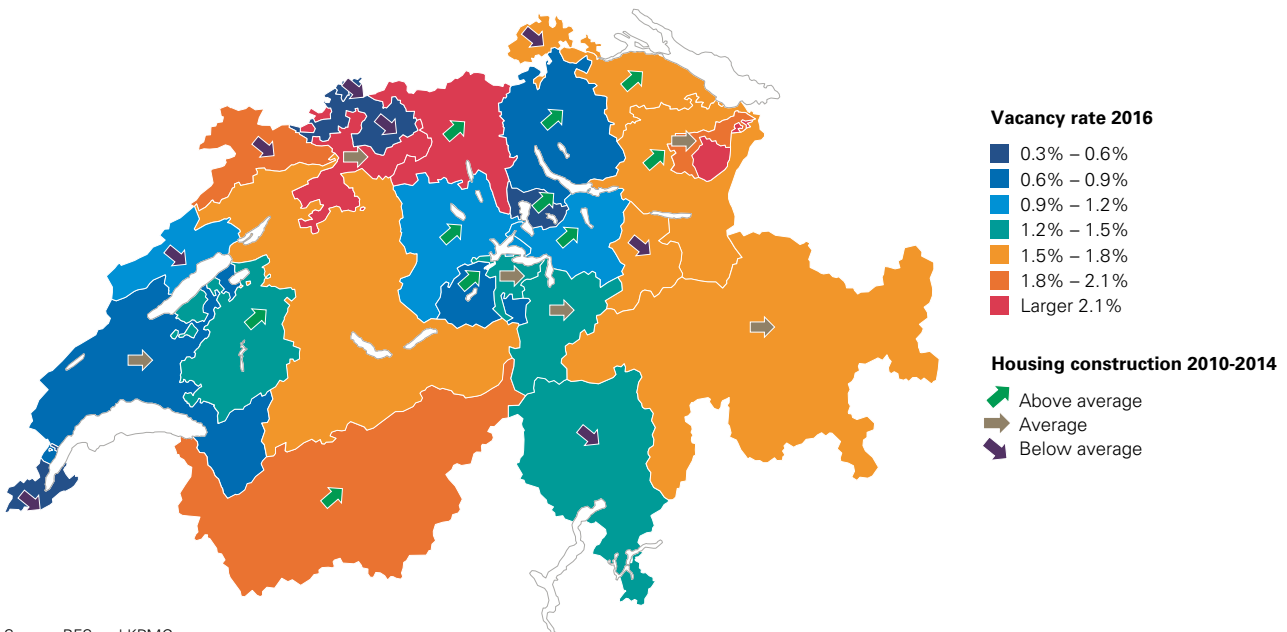 Vacancy rate 2016
0.3% – 0.6%
0.6% – 0.9%
0.9% – 1.2%
1.2% – 1.5%
1.5% – 1.8%
1.8% – 2.1%
Larger 2.1%
Housing construction 2010-2014
Above average
Average
Below average